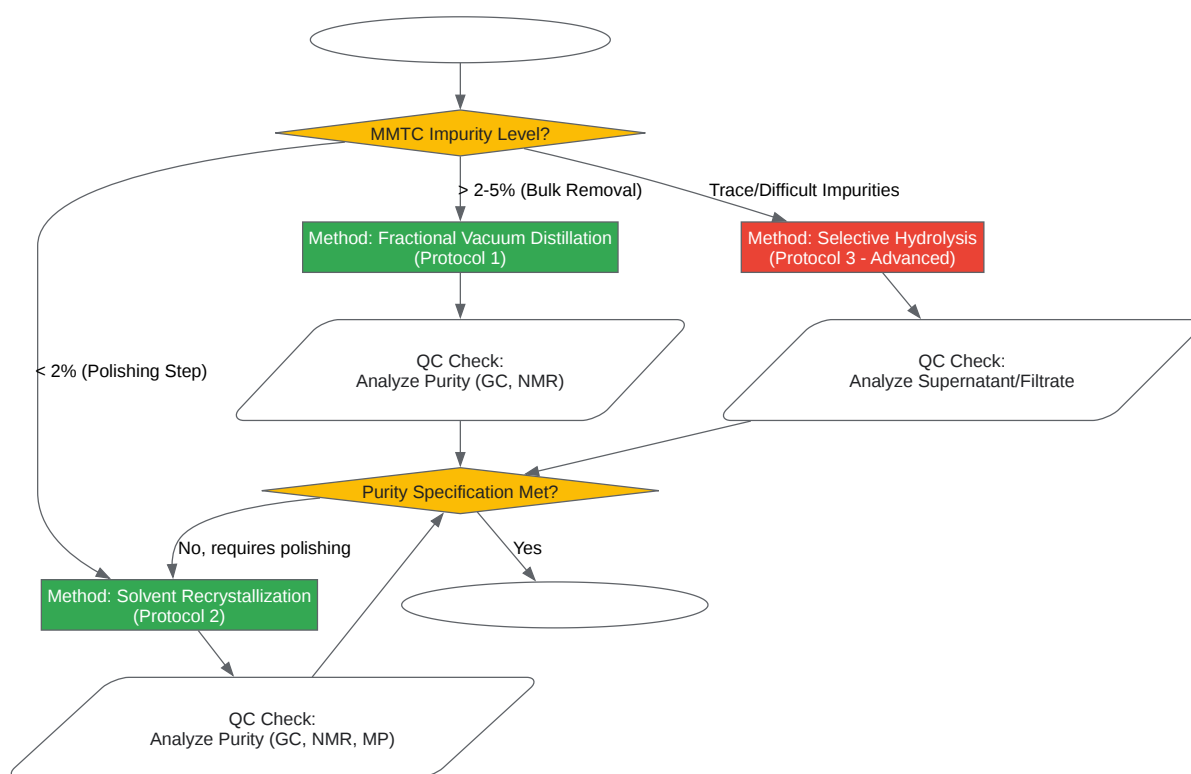 MMTC Impurity Level?
> 2-5% (Bulk Removal)
Trace/Difficult Impurities
Method: Fractional Vacuum Distillation
(Protocol 1)
Method: Selective Hydrolysis
(Protocol 3 - Advanced)
QC Check:
Analyze Purity (GC, NMR)
QC Check:
Analyze Supernatant/Filtrate
< 2% (Polishing Step)
Purity Specification Met?
No, requires polishing
Yes
Method: Solvent Recrystallization
(Protocol 2)
QC Check:
Analyze Purity (GC, NMR, MP)